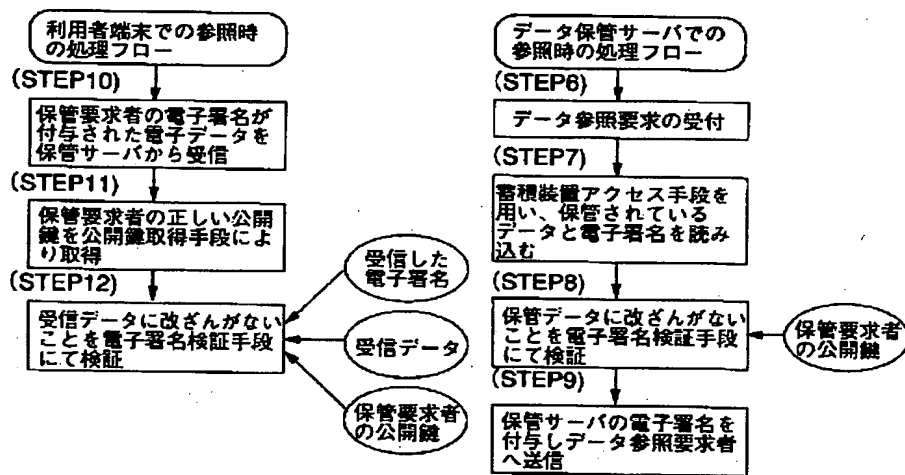 利用者端末での参照時
の処理フロー
(STEP10)
保管要求者の電子署名が
付与された電子データを
保管サーバから受信
(STEP11)
保管要求者の正しい公開
鍵を公開鍵取得手段によ
り取得
(STEP12)
受信データに改ざんがない
ことを電子署名検証手段
にて検証
受信した
電子署名
受信データ
保管要求者
の公開鍵
データ保管サーバでの
参照時の処理フロー
(STEP6)
データ参照要求の受付
(STEP7)
蓄積装置アクセス手段を
用い、保管されている
データと電子署名を読み
込む
(STEP8)
保管データに改ざんがない
ことを電子署名検証手段
にて検証
保管要求者
の公開鍵
(STEP9)
保管サーバの電子署名を
付与しデータ参照要求者
へ送信